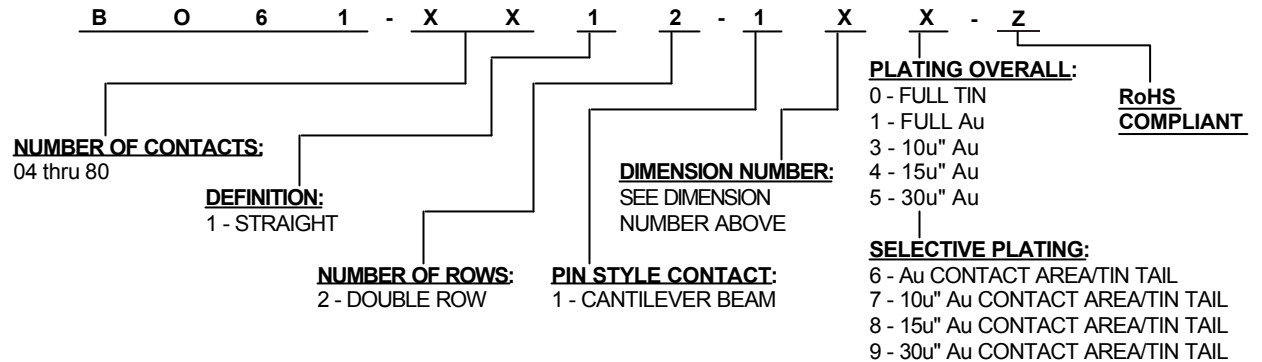 B O 6 1 - X X 1 2 - 1 X X - Z
NUMBER OF CONTACTS:
04 thru 80
DEFINITION:
1 - STRAIGHT
NUMBER OF ROWS:
2 - DOUBLE ROW
PIN STYLE CONTACT:
1 - CANTILEVER BEAM
DIMENSION NUMBER:
SEE DIMENSION
NUMBER ABOVE
PLATING OVERALL:
0 - FULL TIN
1 - FULL Au
3 - 10u" Au
4 - 15u" Au
5 - 30u" Au
SELECTIVE PLATING:
6 - Au CONTACT AREA/TIN TAIL
7 - 10u" Au CONTACT AREA/TIN TAIL
8 - 15u" Au CONTACT AREA/TIN TAIL
9 - 30u" Au CONTACT AREA/TIN TAIL
RoHS
COMPLIANT